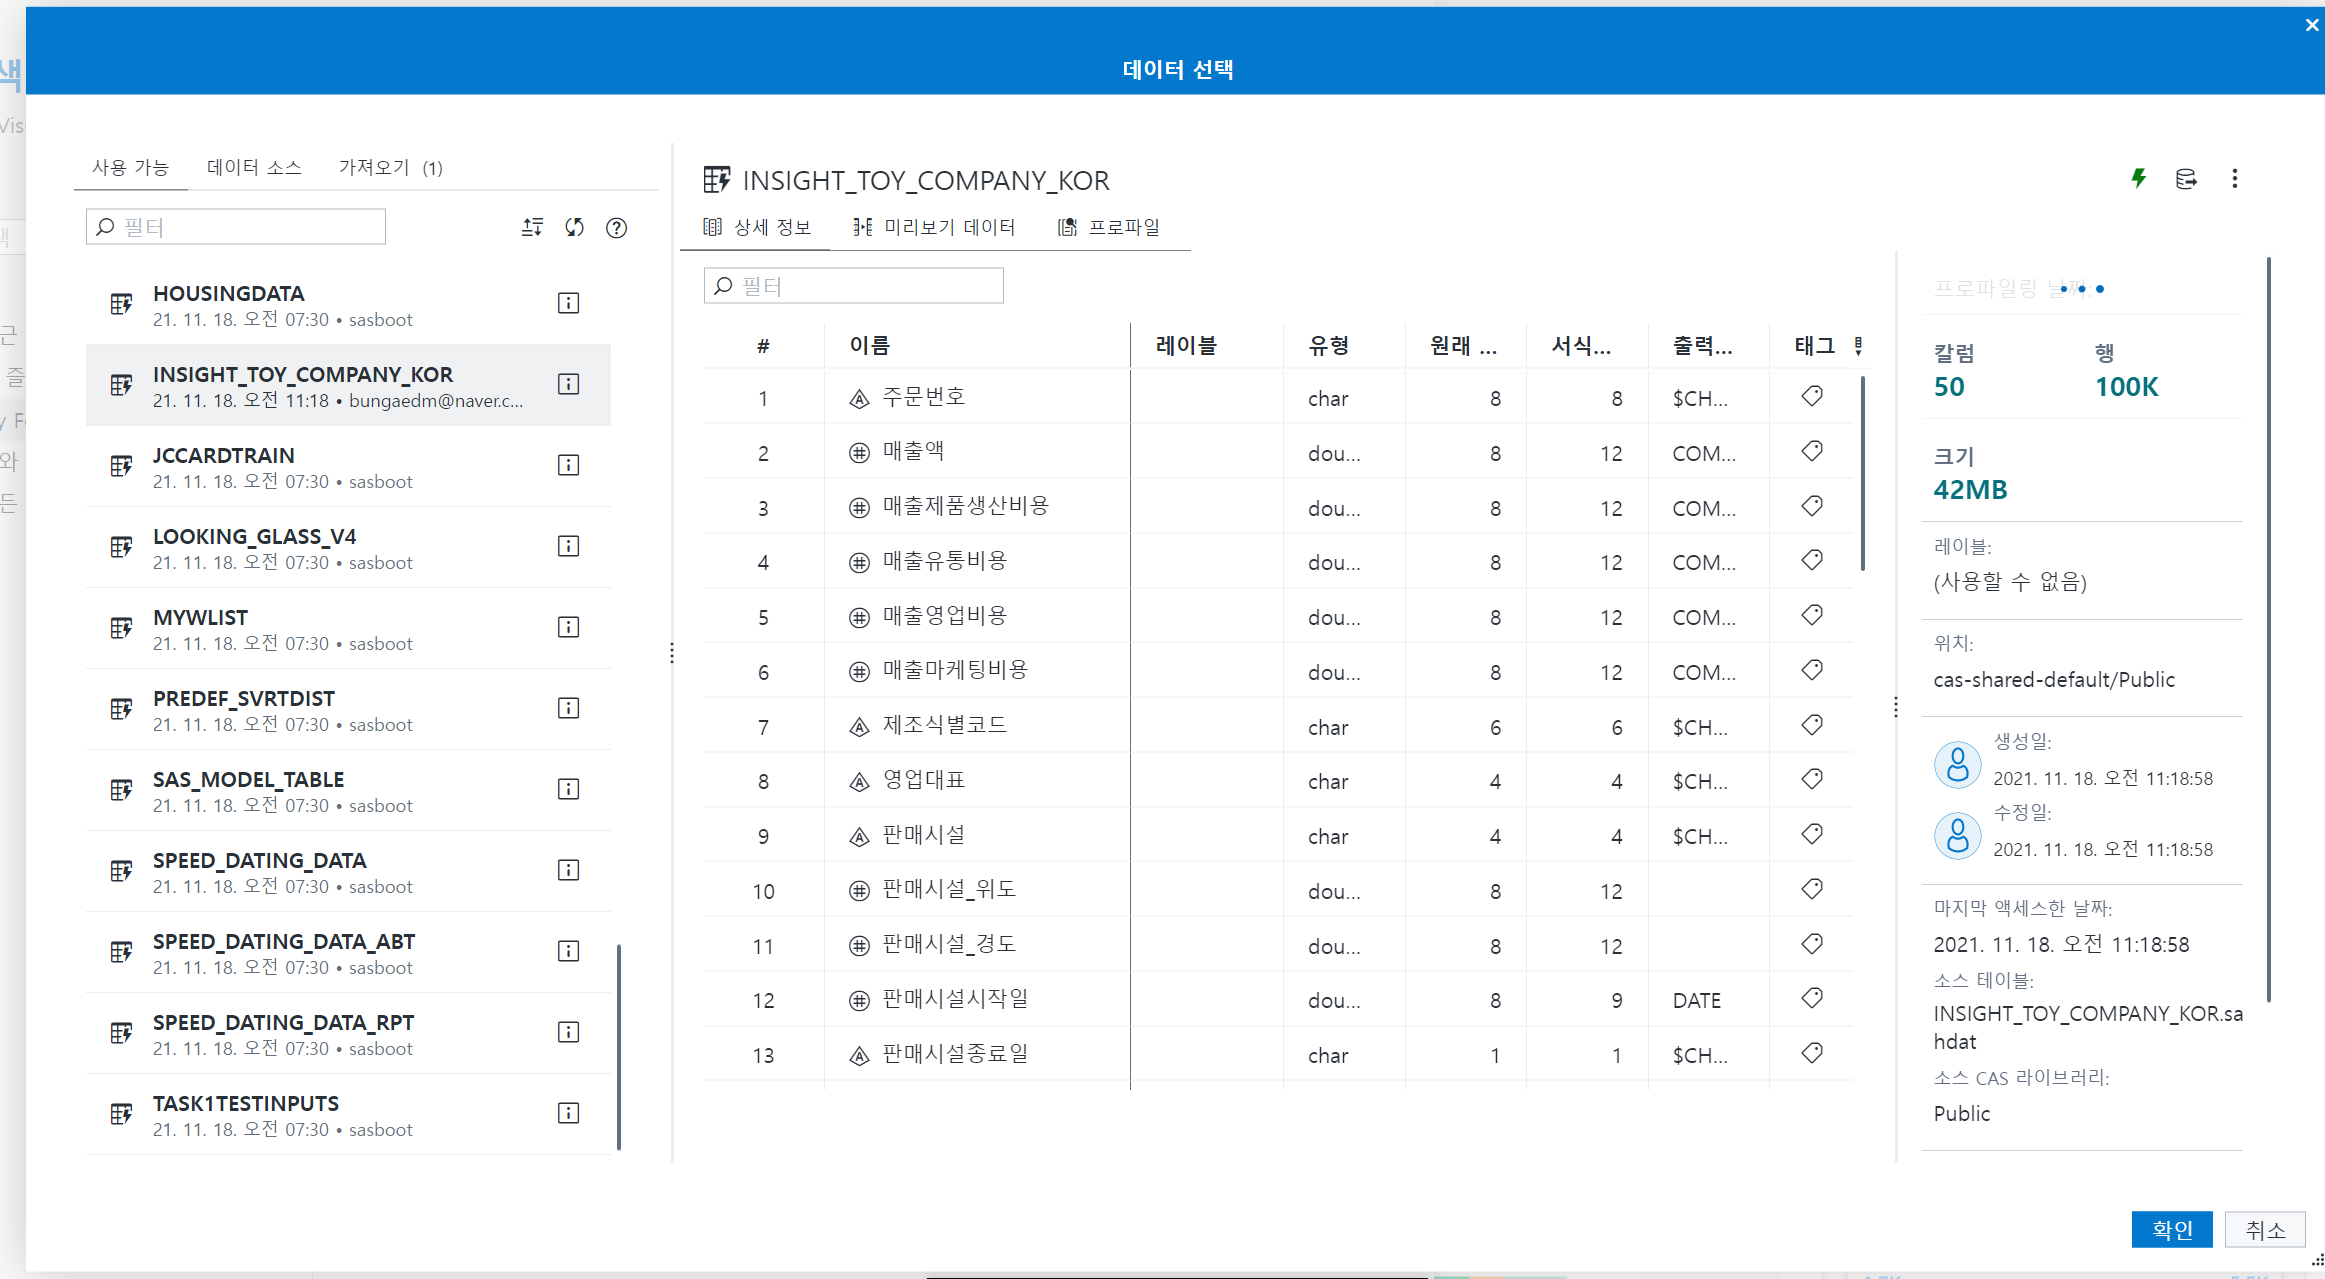 데이터 선택
사용 가능 데이터 소스 가져오기 (1)
필터
HOUSINGDATA
21. 11. 18. 오전 07:30 • sasboot
INSIGHT_TOY_COMPANY_KOR
21. 11. 18. 오전 11:18 • bungaedm@naver.c...
JCCARDTRAIN
21. 11. 18. 오전 07:30 • sasboot
LOOKING_GLASS_V4
21. 11. 18. 오전 07:30 • sasboot
MYWLIST
21. 11. 18. 오전 07:30 • sasboot
PREDEF_SVRTDIST
21. 11. 18. 오전 07:30 • sasboot
SAS_MODEL_TABLE
21. 11. 18. 오전 07:30 • sasboot
SPEED_DATING_DATA
21. 11. 18. 오전 07:30 • sasboot
SPEED_DATING_DATA_ABT
21. 11. 18. 오전 07:30 • sasboot
SPEED_DATING_DATA_RPT
21. 11. 18. 오전 07:30 • sasboot
TASK1TESTINPUTS
21. 11. 18. 오전 07:30 • sasboot
INSIGHT_TOY_COMPANY_KOR
상세 정보 미리보기 데이터 프로파일
필터
# 이름 레이블 유형 원래 ... 서식... 출력... 태그
1 주문번호 char 8 8 $CH...
2 매출액 dou... 8 12 COM...
3 매출제품생산비용 dou... 8 12 COM...
4 매출유통비용 dou... 8 12 COM...
5 매출영업비용 dou... 8 12 COM...
6 매출마케팅비용 dou... 8 12 COM...
7 제조식별코드 char 6 6 $CH...
8 영업대표 char 4 4 $CH...
9 판매시설 char 4 4 $CH...
10 판매시설_위도 dou... 8 12
11 판매시설_경도 dou... 8 12
12 판매시설시작일 dou... 8 9 DATE
13 판매시설종료일 char 1 1 $CH...
프로파일링 날짜:
칼럼 행
50 100K
크기
42MB
레이블:
(사용할 수 없음)
위치:
cas-shared-default/Public
생성일:
2021. 11. 18. 오전 11:18:58
수정일:
2021. 11. 18. 오전 11:18:58
마지막 액세스한 날짜:
2021. 11. 18. 오전 11:18:58
소스 테이블:
INSIGHT_TOY_COMPANY_KOR.sa
hdat
소스 CAS 라이브러리:
Public
확인 취소